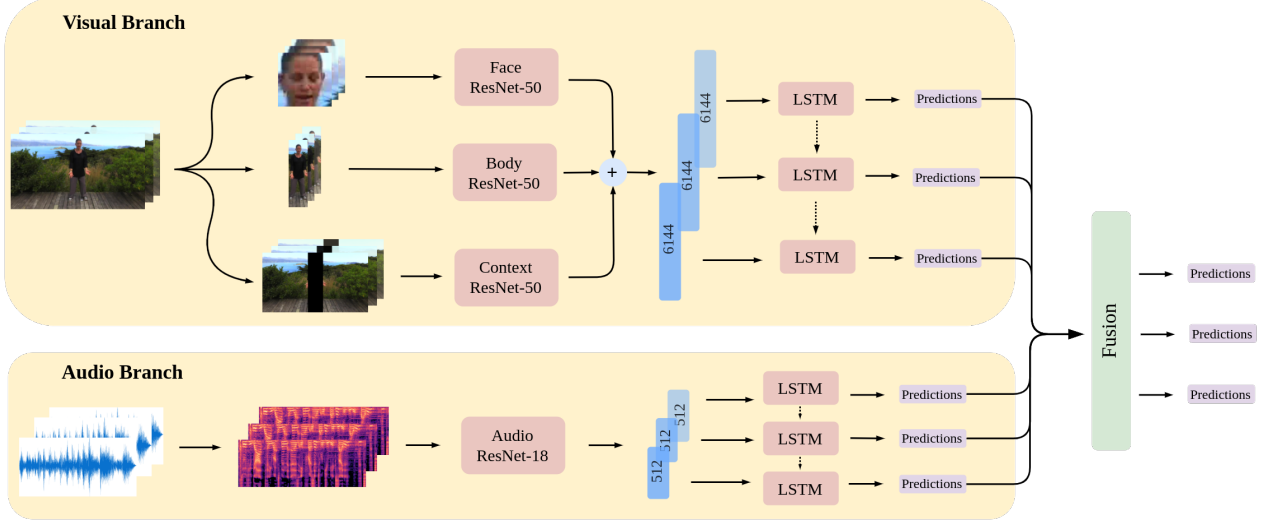 Visual Branch
Face
ResNet-50
Body
ResNet-50
Context
ResNet-50
+
6144
6144
6144
LSTM
Predictions
LSTM
Predictions
LSTM
Predictions
Audio Branch
Audio
ResNet-18
512
512
512
LSTM
Predictions
LSTM
Predictions
LSTM
Predictions
Fusion
Predictions
Predictions
Predictions